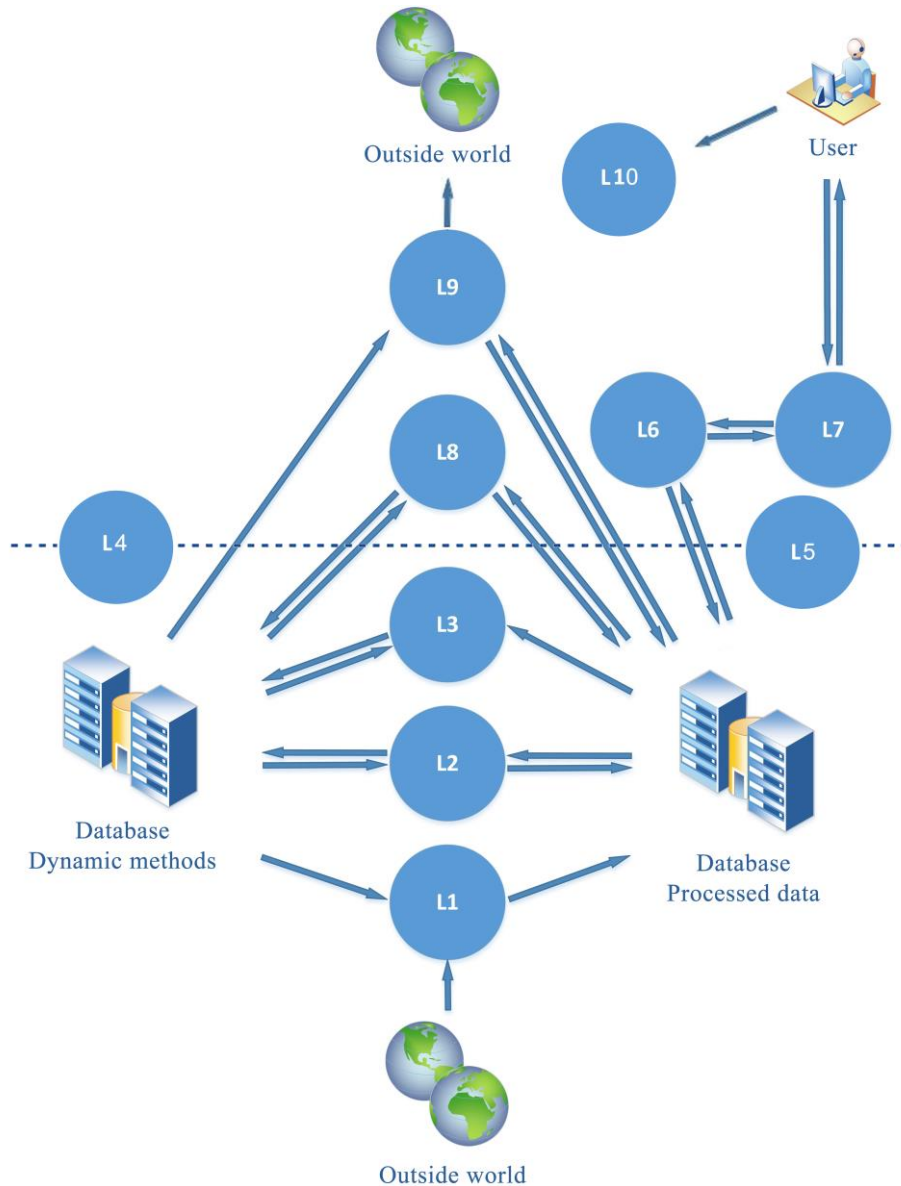 Outside world
User
L10
L9
L6
L7
L8
L4
L5
L3
L2
Database
Dynamic methods
Database
Processed data
L1
Outside world